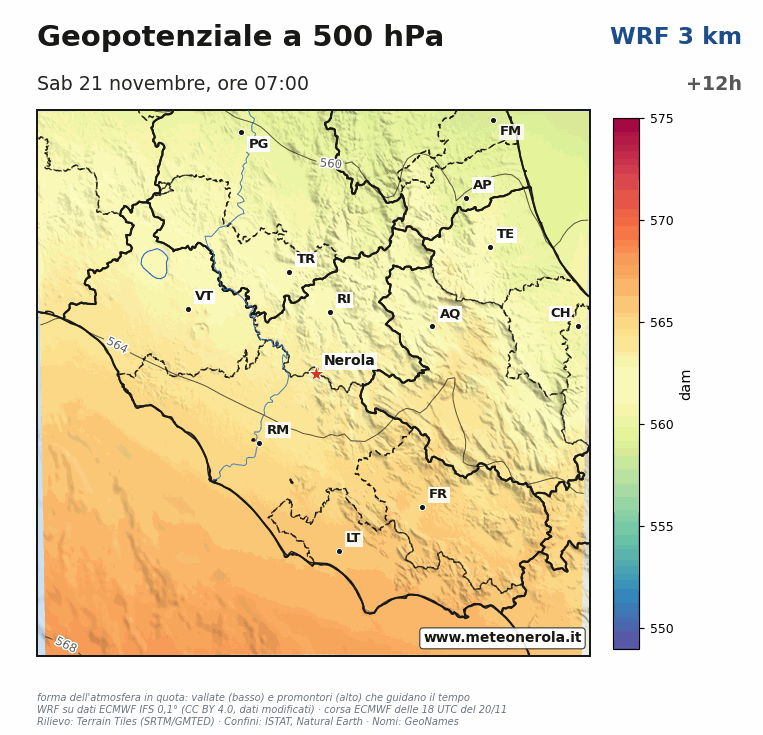 Geopotenziale a 500 hPa
WRF 3 km
Sab 21 novembre, ore 07:00
+12h
FM
PG
560
AP
TE
TR
VT
RI
AQ
CH
564
Nerola
RM
FR
LT
568
www.meteonerola.it
575
570
565
560
555
550
dam
forma dell'atmosfera in quota: vallate (basso) e promontori (alto) che guidano il tempo
WRF su dati ECMWF IFS 0,1° (CC BY 4.0, dati modificati) · corsa ECMWF delle 18 UTC del 20/11
Rilievo: Terrain Tiles (SRTM/GMTED) · Confini: ISTAT, Natural Earth · Nomi: GeoNames